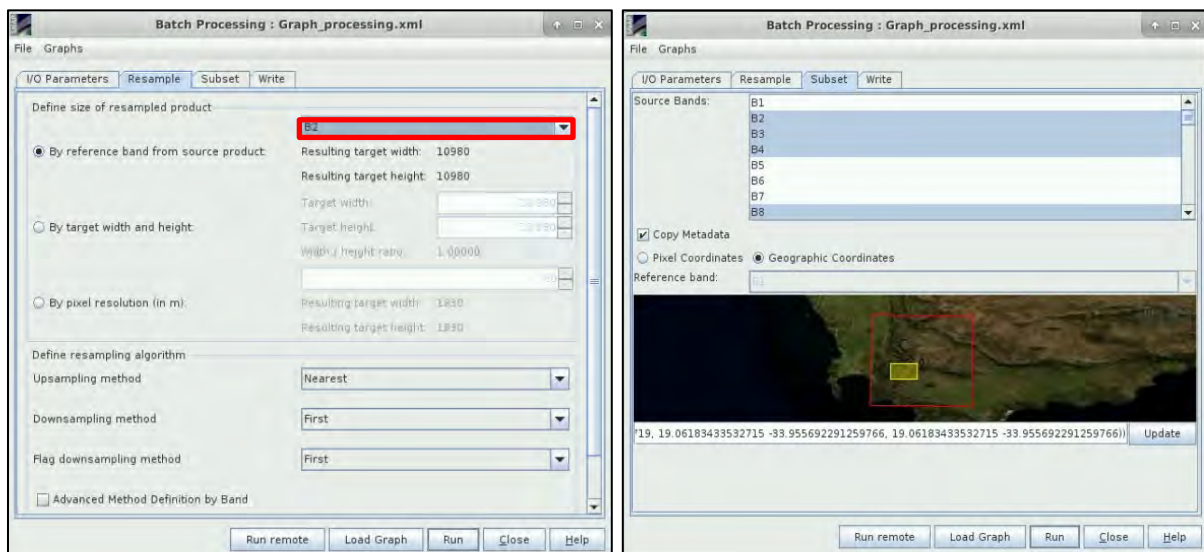 Batch Processing : Graph_processing.xml
File Graphs
I/O Parameters Resample Subset Write
Define size of resampled product
B2
By reference band from source product:
Resulting target width: 10980
Resulting target height: 10980
By target width and height:
Target width:
Target height:
Width / height ratio: 1.00000
By pixel resolution (in m):
Resulting target width: 1830
Resulting target height: 1830
Define resampling algorithm
Upsampling method Nearest
Downsampling method First
Flag downsampling method First
Advanced Method Definition by Band
Run remote Load Graph Run Close Help
Batch Processing : Graph_processing.xml
File Graphs
I/O Parameters Resample Subset Write
Source Bands:
B1
B2
B3
B4
B5
B6
B7
B8
Copy Metadata
Pixel Coordinates Geographic Coordinates
Reference band: B1
'19, 19.06183433532715 -33.955692291259766, 19.06183433532715 -33.955692291259766)) Update
Run remote Load Graph Run Close Help